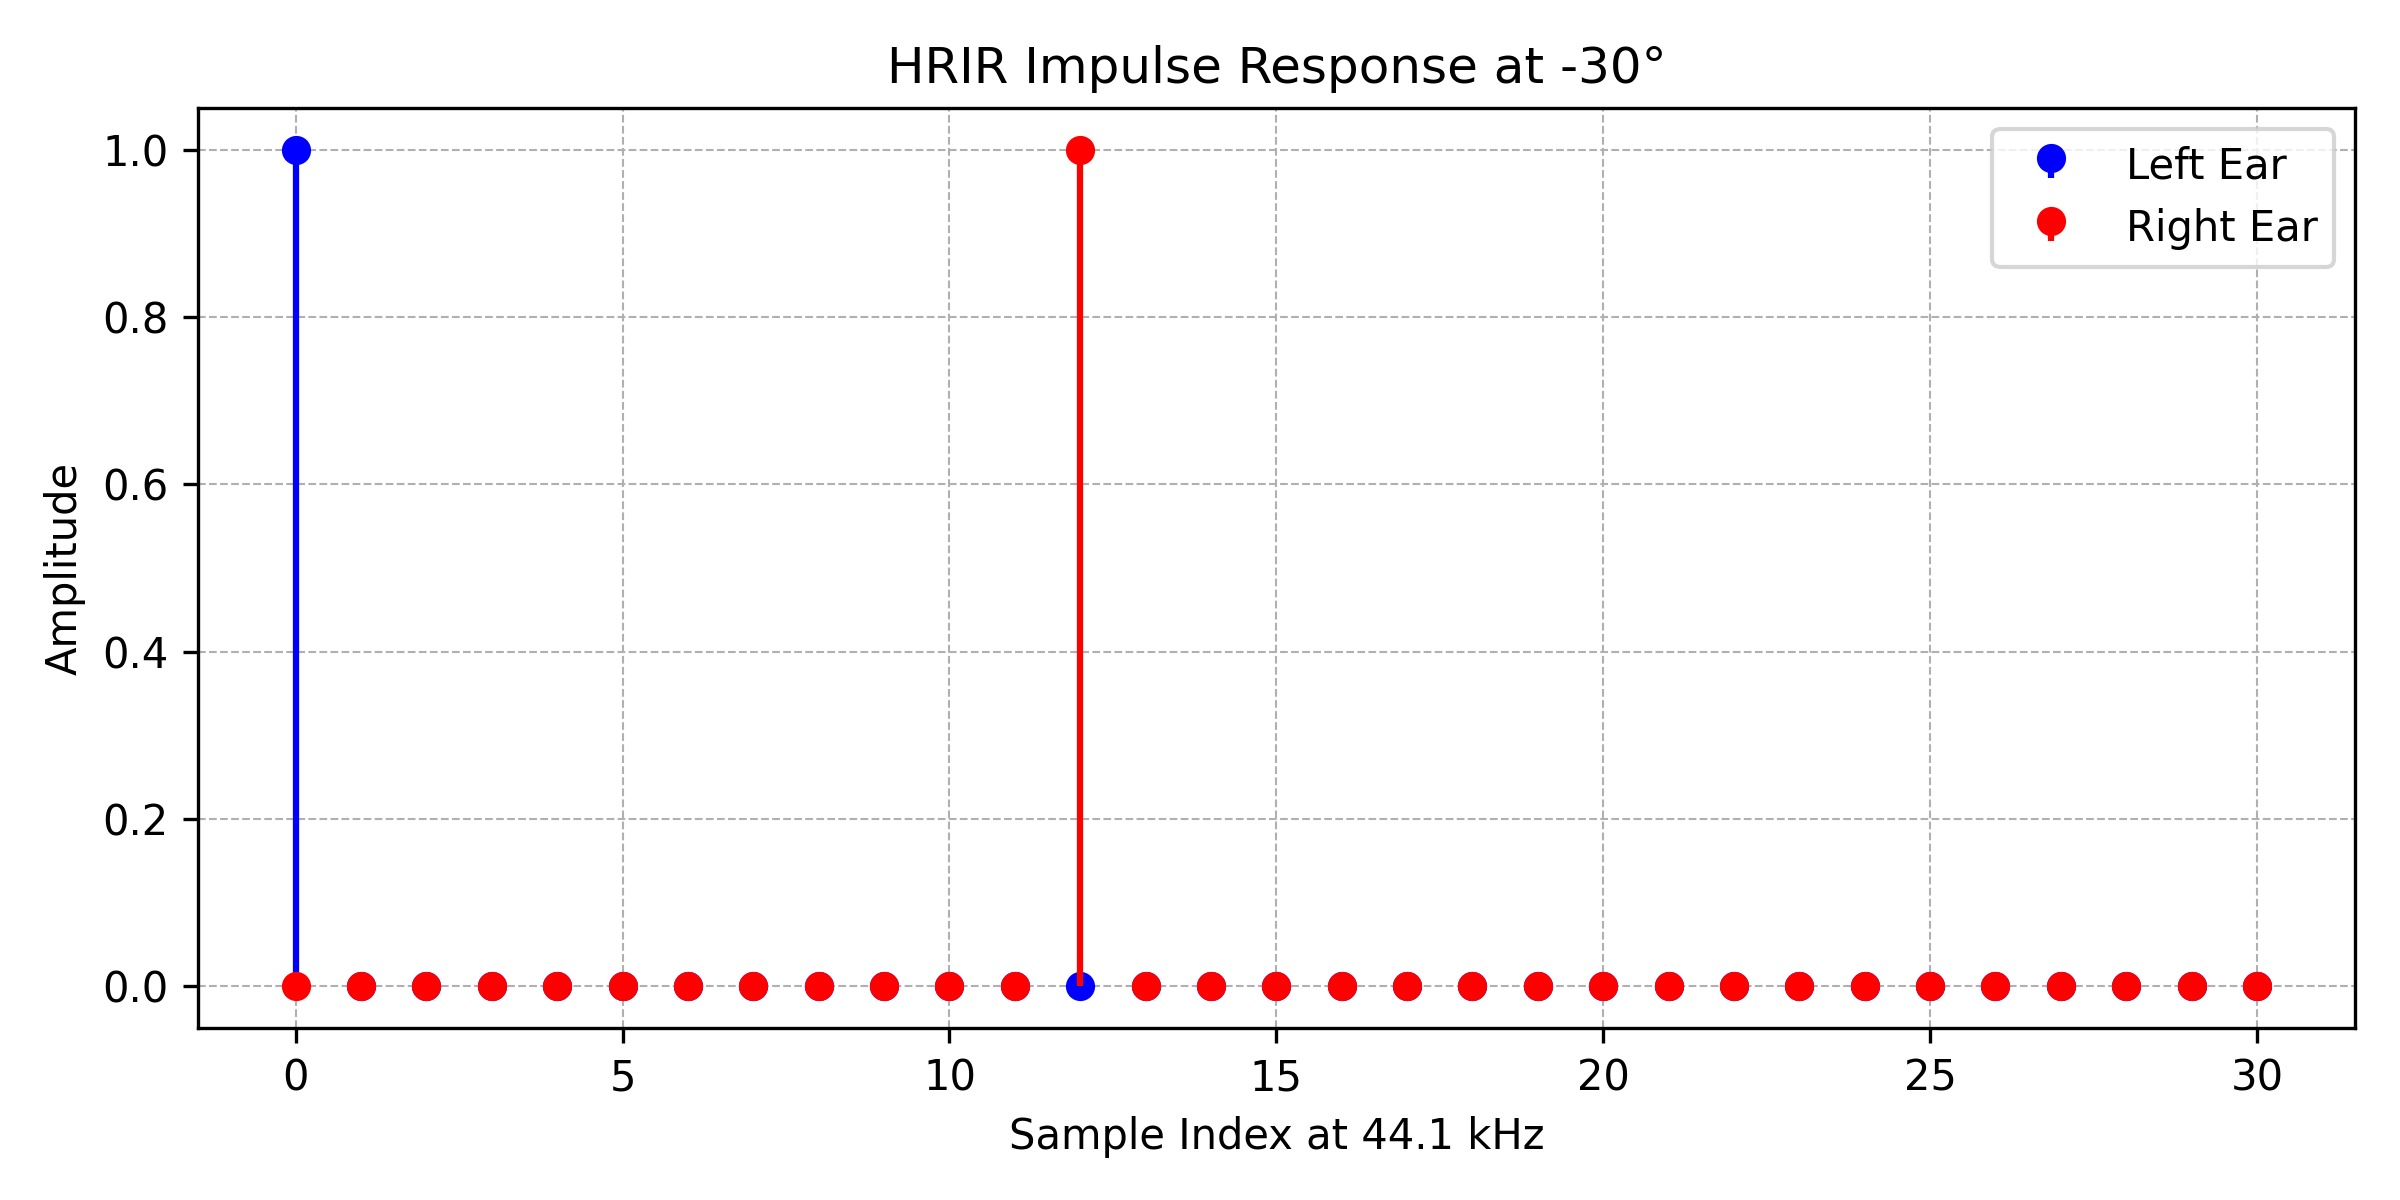 HRIR Impulse Response at -30°
Left Ear
Right Ear
Amplitude
1.0
0.8
0.6
0.4
0.2
0.0
0 5 10 15 20 25 30
Sample Index at 44.1 kHz